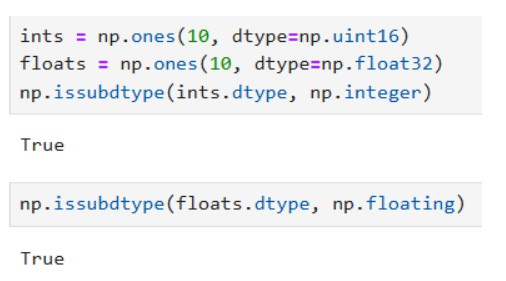 ints = np.ones(10, dtype=np.uint16)
floats = np.ones(10, dtype=np.float32)
np.issubdtype(ints.dtype, np.integer)
True
np.issubdtype(floats.dtype, np.floating)
True